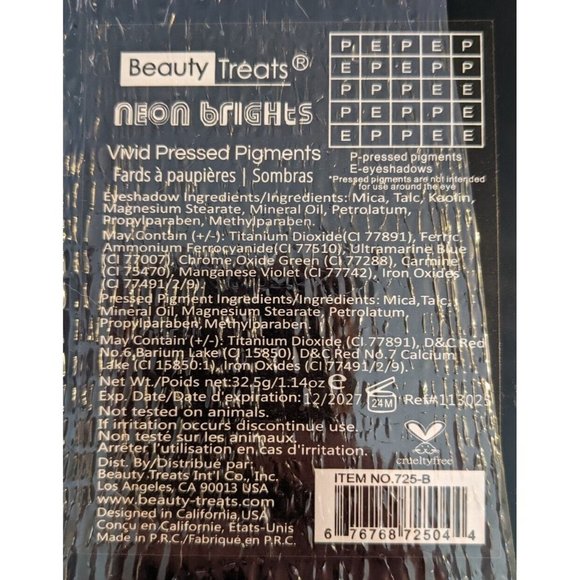 Beauty Treats®
neon brights
Vivid Pressed Pigments
Fards à paupières | Sombras
P E P E P
E P P E P
P E P P E
P-pressed pigments
E-eyeshadows
*Pressed pigments are not intended
for use around the eye
Eyeshadow Ingredients/Ingredients: Mica, Talc, Kaolin,
Magnesium Stearate, Mineral Oil, Petrolatum,
Propylparaben, Methylparaben.
May Contain (+/-): Titanium Dioxide(CI 77891), Ferric
Ammonium Ferrocyanide(CI 77510), Ultramarine Blue
(CI 77007), Chrome Oxide Green (CI 77288), Carmine
(CI 75470), Manganese Violet (CI 77742), Iron Oxides
(CI 77491/2/9).
Pressed Pigment Ingredients/Ingrédients: Mica,Talc,
Mineral Oil, Magnesium Stearate, Petrolatum,
Propylparaben, Methylparaben.
May Contain (+/-): Titanium Dioxide (CI 77891), D&C Red
No.6 Barium Lake (CI 15850), D&C Red No.7 Calcium
Lake (CI 15850:1), Iron Oxides (CI 77491/2/9).
Net Wt./Poids net:32.5g/1.14oz ℮
Exp. Date/Date d'expiration: 12/2027
24M
Ref#113025
Not tested on animals.
If irritation occurs discontinue use.
Non teste sur les animaux.
Arrêter l'utilisation en cas d'irritation.
crueltyfree
Dist. By/Distribué par:
Beauty Treats Int'l Co., Inc.
Los Angeles, CA 90013 USA
www.beauty-treats.com
Designed in California,USA
Conçu en Californie, États-Unis
Made in P.R.C./Fabriqué en P.R.C.
ITEM NO.725-B
6 76768 72504 4